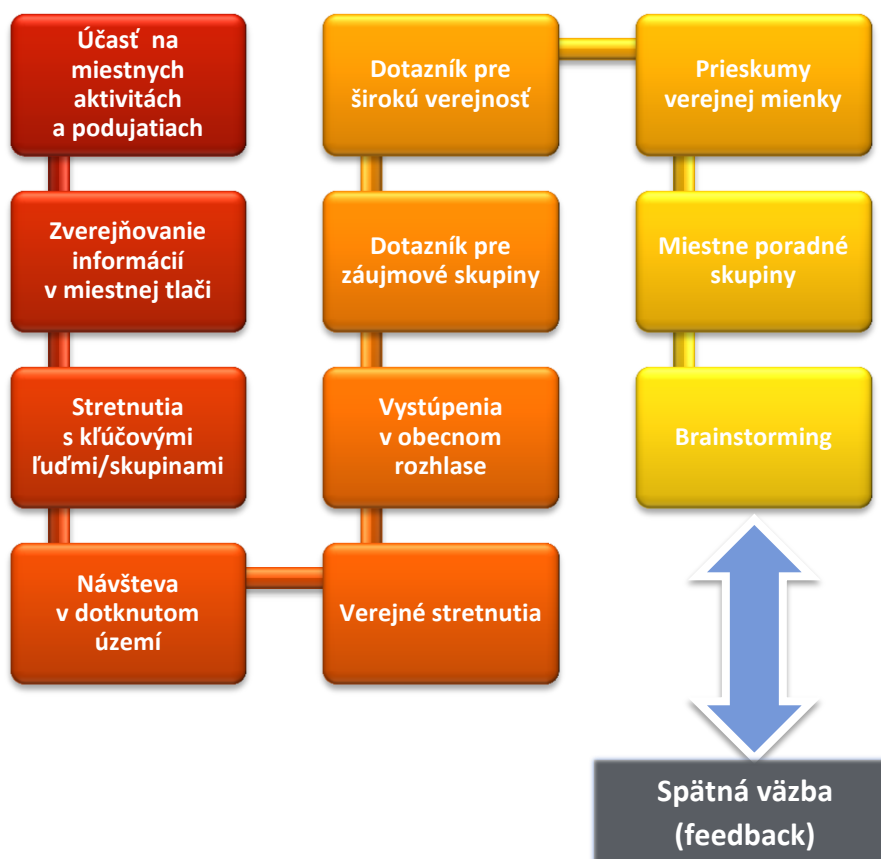 Účasť na
miestnych
aktivitách
a podujatiach
Zverejňovanie
informácií
v miestnej tlači
Stretnutia
s kľúčovými
ľuďmi/skupinami
Návšteva
v dotknutom
území
Verejné stretnutia
Vystúpenia
v obecnom
rozhlase
Dotazník pre
záujmové skupiny
Dotazník pre
širokú verejnosť
Prieskumy
verejnej mienky
Miestne poradné
skupiny
Brainstorming
Spätná väzba
(feedback)